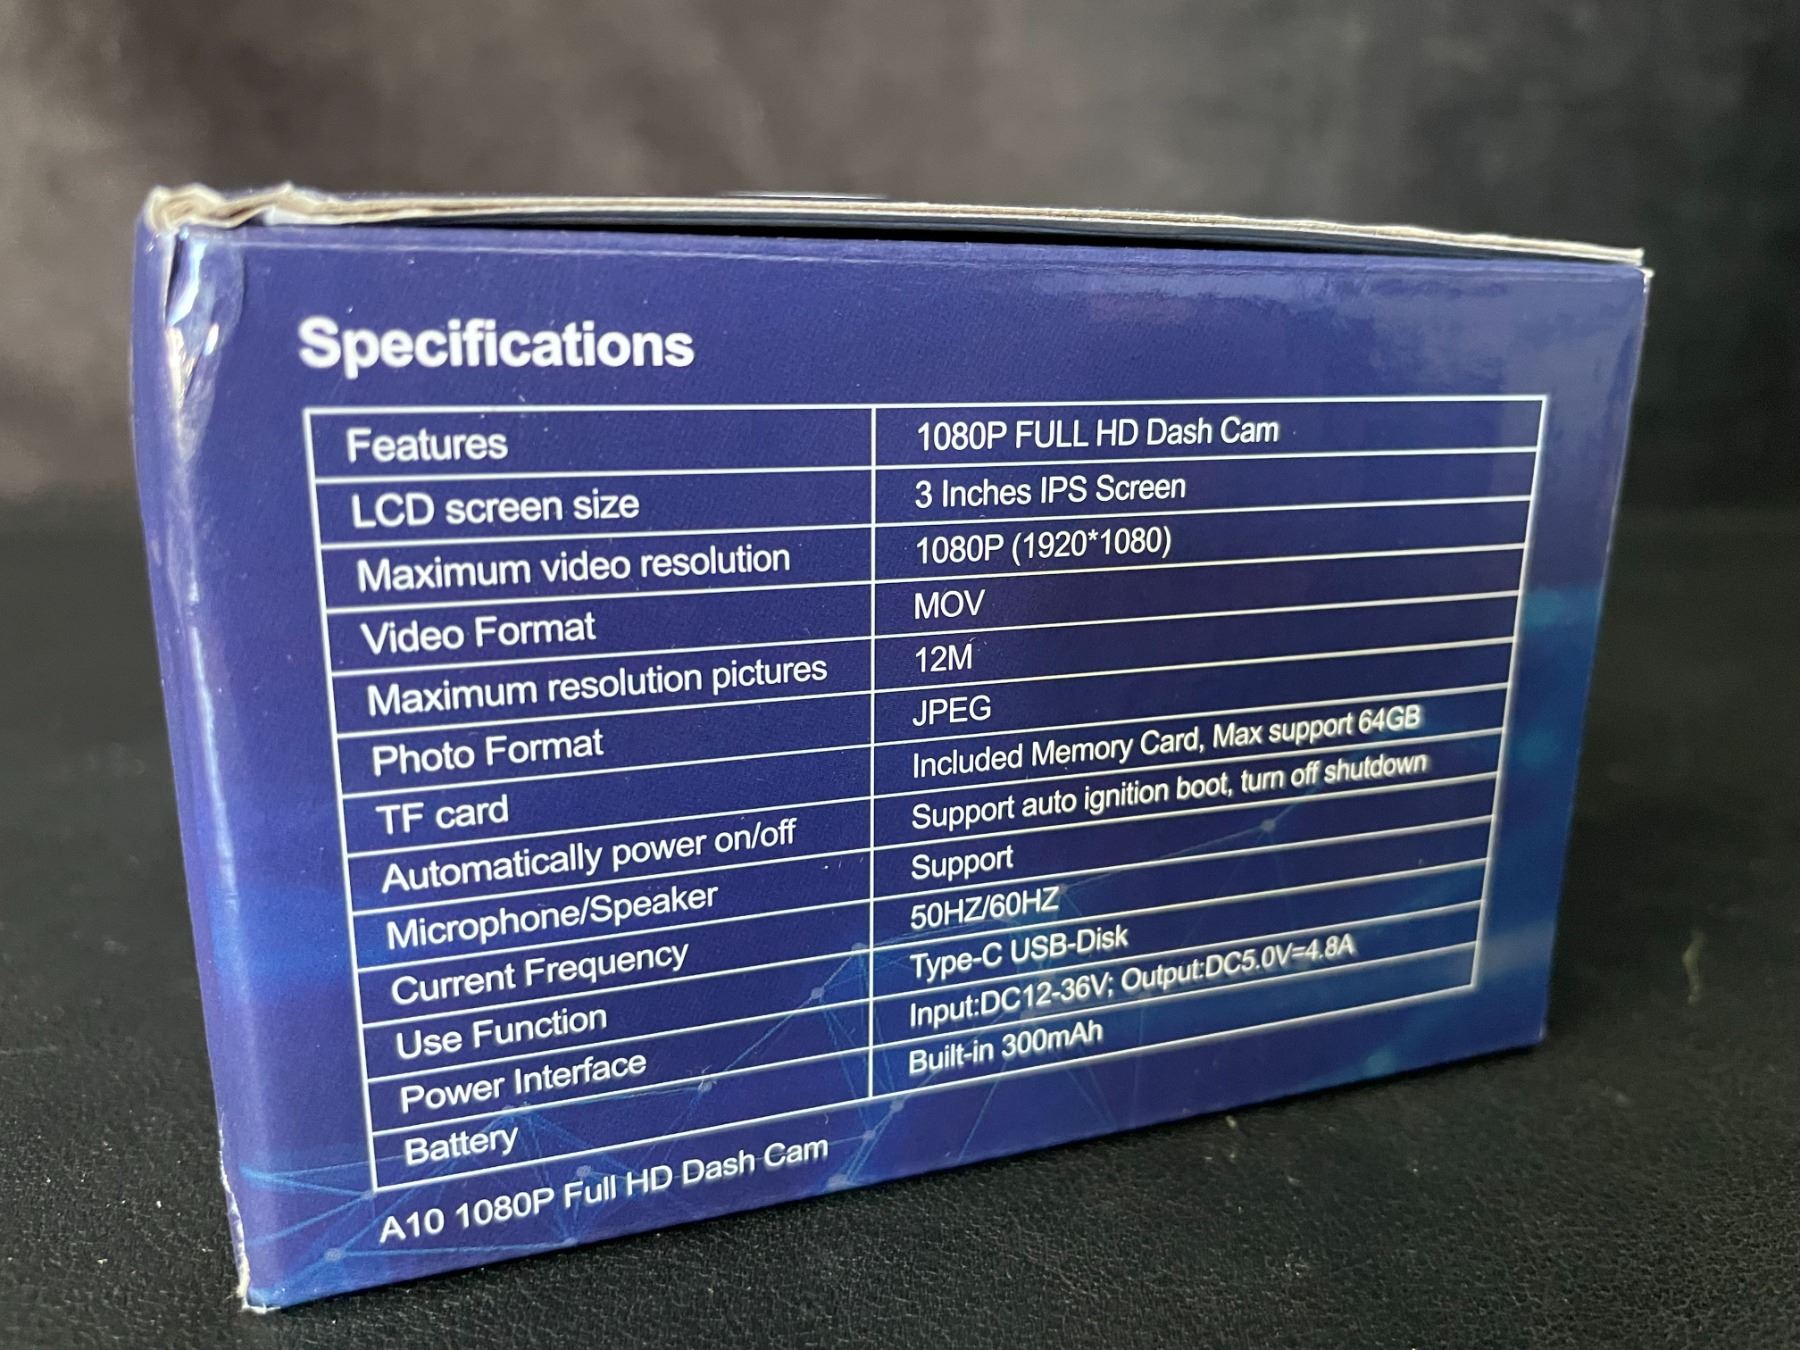 Specifications
Features 1080P FULL HD Dash Cam
LCD screen size 3 Inches IPS Screen
Maximum video resolution 1080P (1920*1080)
Video Format MOV
Maximum resolution pictures 12M
Photo Format JPEG
TF card Included Memory Card, Max support 64GB
Automatically power on/off Support auto ignition boot, turn off shutdown
Microphone/Speaker Support
Current Frequency 50HZ/60HZ
Use Function Type-C USB-Disk
Power Interface Input:DC12-36V; Output:DC5.0V=4.8A
Battery Built-in 300mAh
A10 1080P Full HD Dash Cam